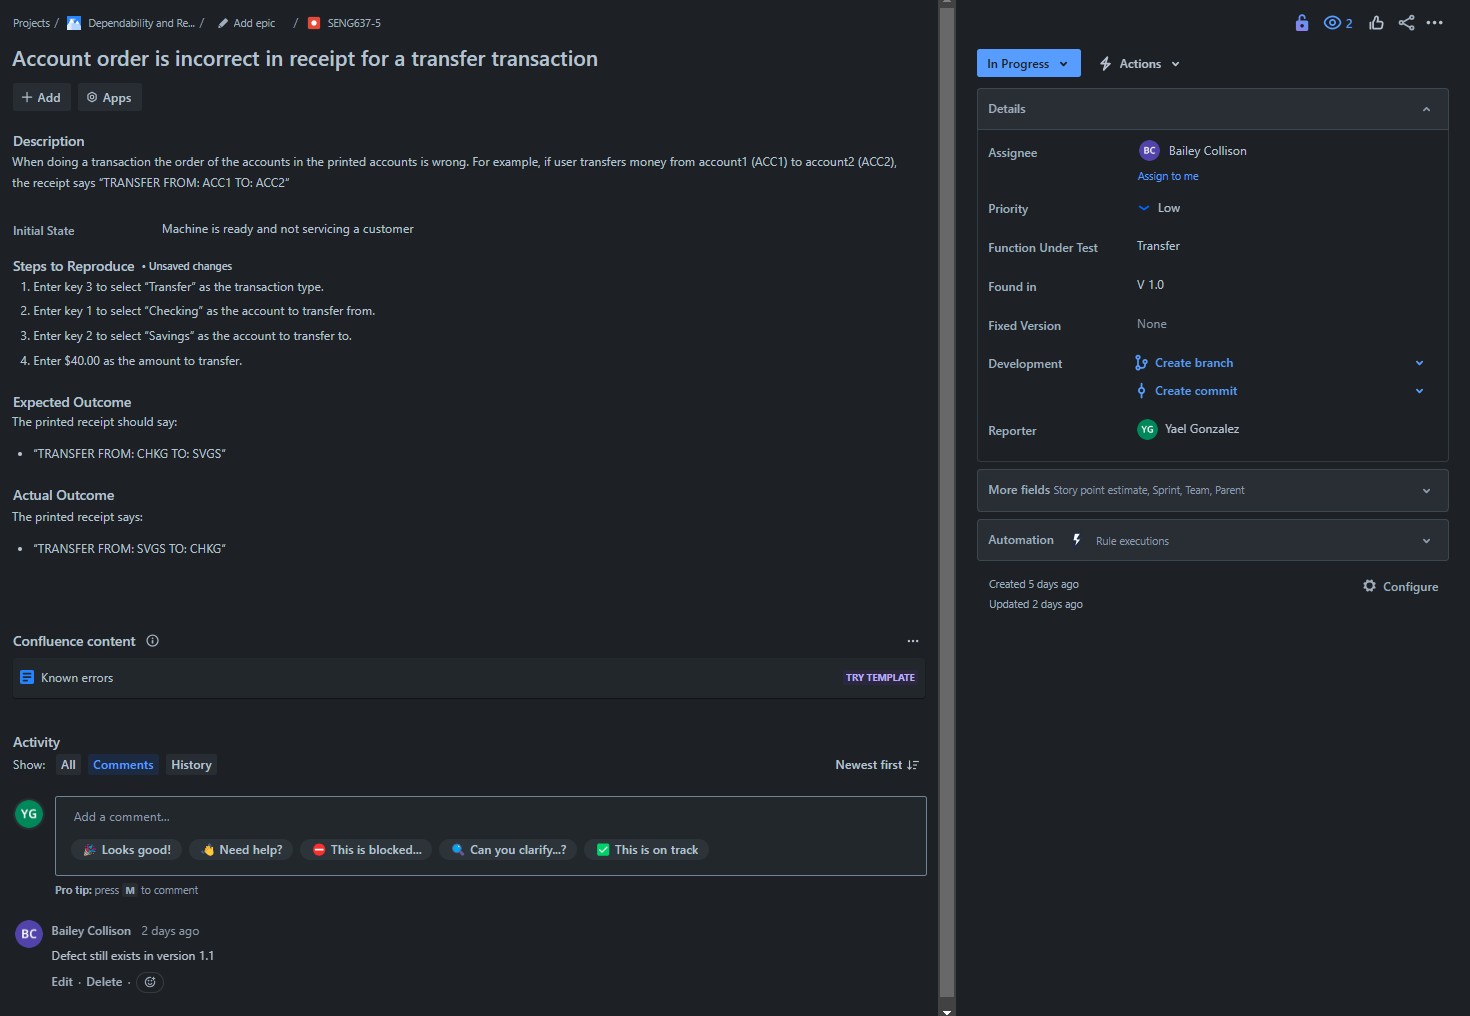 Projects / Dependability and Re... / Add epic / SENG637-5
2
Account order is incorrect in receipt for a transfer transaction
Add Apps
Description
When doing a transaction the order of the accounts in the printed accounts is wrong. For example, if user transfers money from account1 (ACC1) to account2 (ACC2),
the receipt says “TRANSFER FROM: ACC1 TO: ACC2”
Initial State Machine is ready and not servicing a customer
Steps to Reproduce • Unsaved changes
1. Enter key 3 to select “Transfer” as the transaction type.
2. Enter key 1 to select “Checking” as the account to transfer from.
3. Enter key 2 to select “Savings” as the account to transfer to.
4. Enter $40.00 as the amount to transfer.
Expected Outcome
The printed receipt should say:
• “TRANSFER FROM: CHKG TO: SVGS”
Actual Outcome
The printed receipt says:
• “TRANSFER FROM: SVGS TO: CHKG”
Confluence content
Known errors TRY TEMPLATE
Activity
Show: All Comments History Newest first
YG Add a comment...
Looks good! Need help? This is blocked... Can you clarify...? This is on track
Pro tip: press M to comment
BC Bailey Collison 2 days ago
Defect still exists in version 1.1
Edit · Delete ·
In Progress Actions
Details
Assignee BC Bailey Collison
Assign to me
Priority Low
Function Under Test Transfer
Found in V 1.0
Fixed Version None
Development Create branch
Create commit
Reporter YG Yael Gonzalez
More fields Story point estimate, Sprint, Team, Parent
Automation Rule executions
Created 5 days ago Configure
Updated 2 days ago